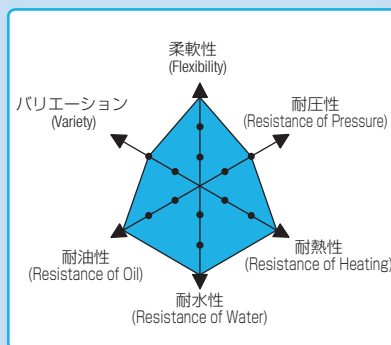 柔軟性
(Flexibility)
バリエーション
(Variety)
耐圧性
(Resistance of Pressure)
耐油性
(Resistance of Oil)
耐熱性
(Resistance of Heating)
耐水性
(Resistance of Water)